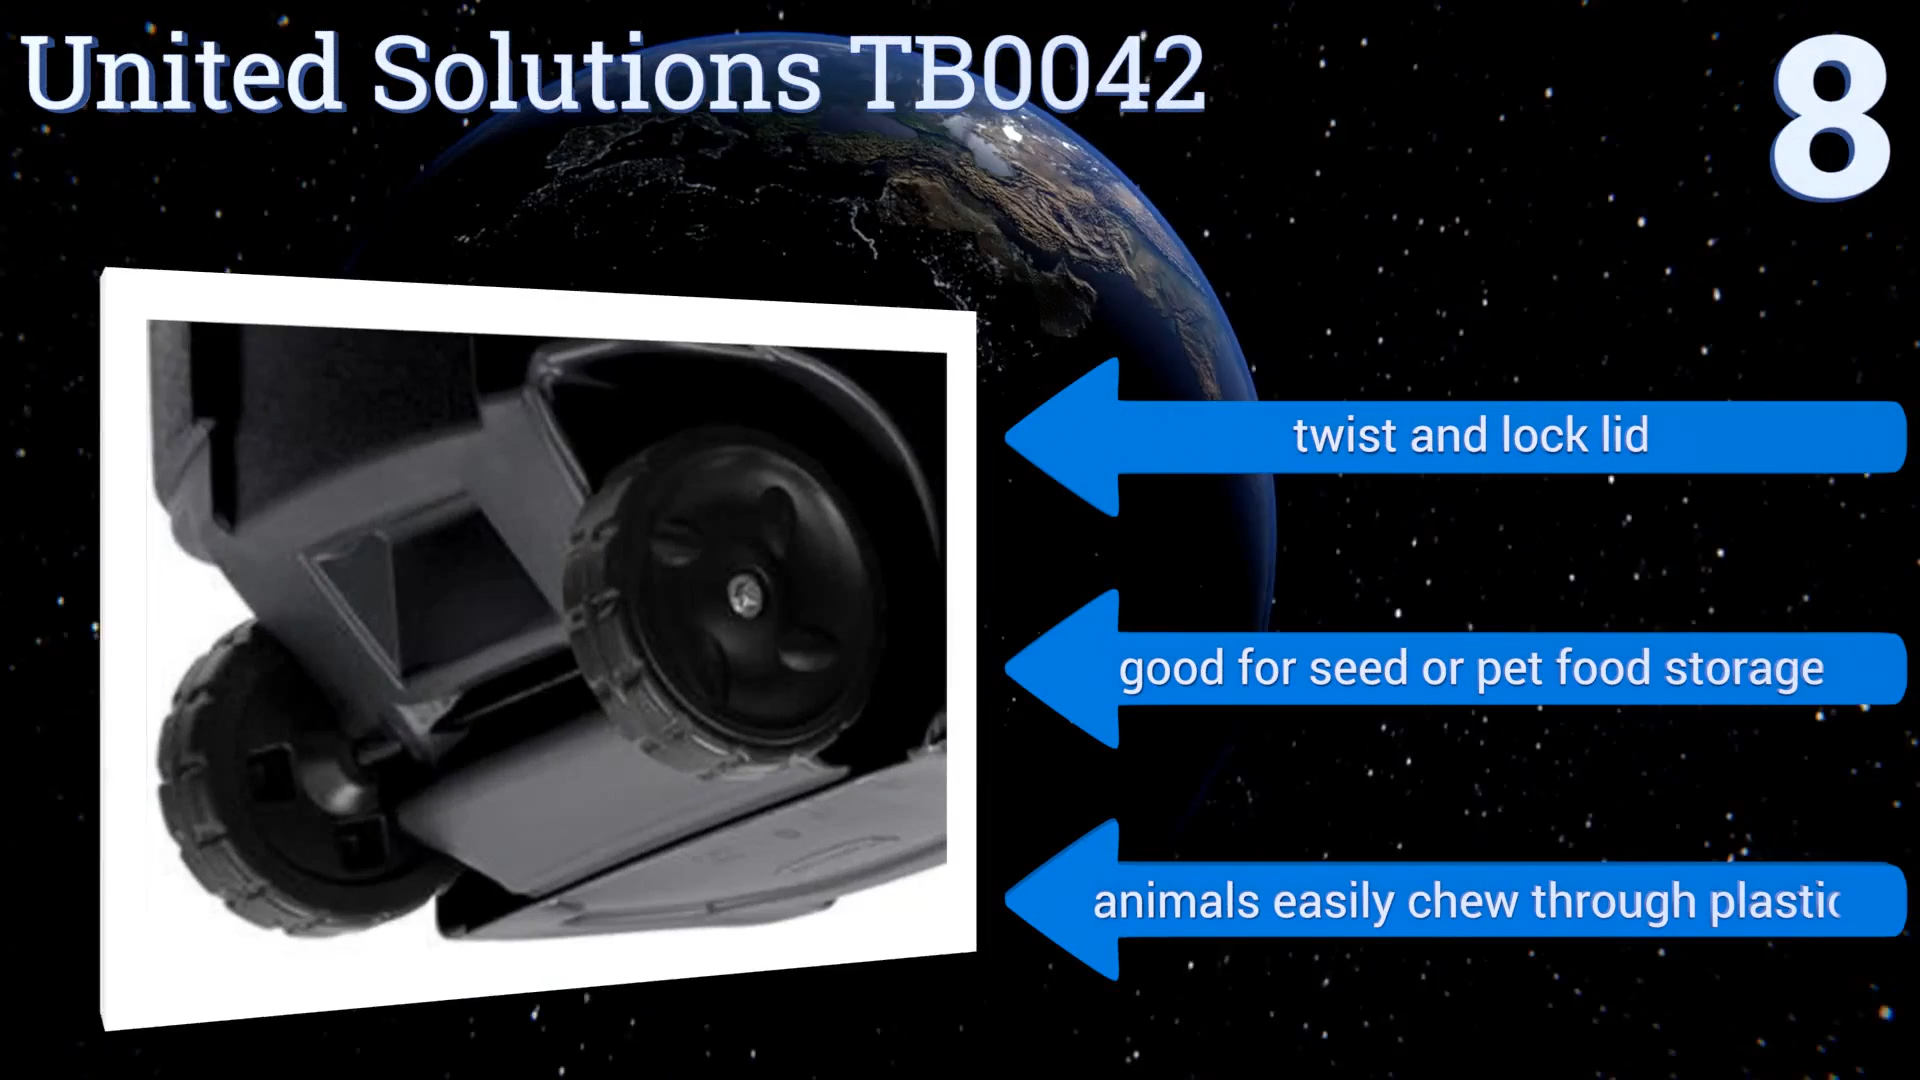 United Solutions TB0042
8
twist and lock lid
good for seed or pet food storage
animals easily chew through plastic